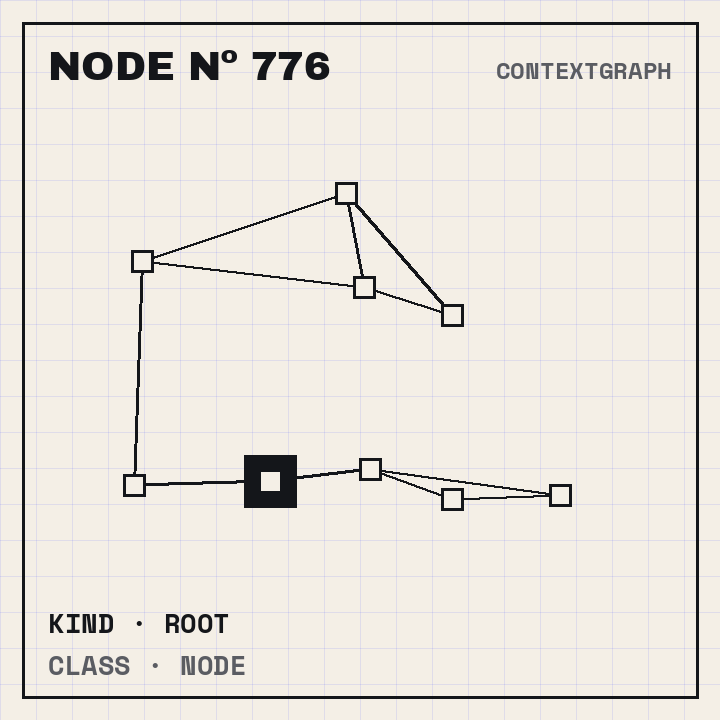 NODE Nº 776
CONTEXTGRAPH
KIND · ROOT
CLASS · NODE